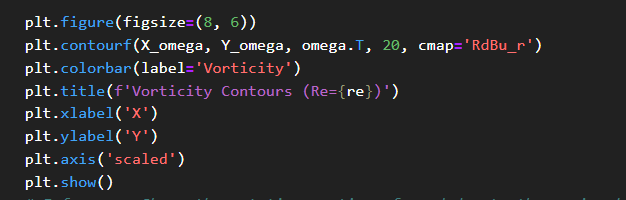 plt.figure(figsize=(8, 6))
plt.contourf(X_omega, Y_omega, omega.T, 20, cmap='RdBu_r')
plt.colorbar(label='Vorticity')
plt.title(f'Vorticity Contours (Re={re})')
plt.xlabel('X')
plt.ylabel('Y')
plt.axis('scaled')
plt.show()